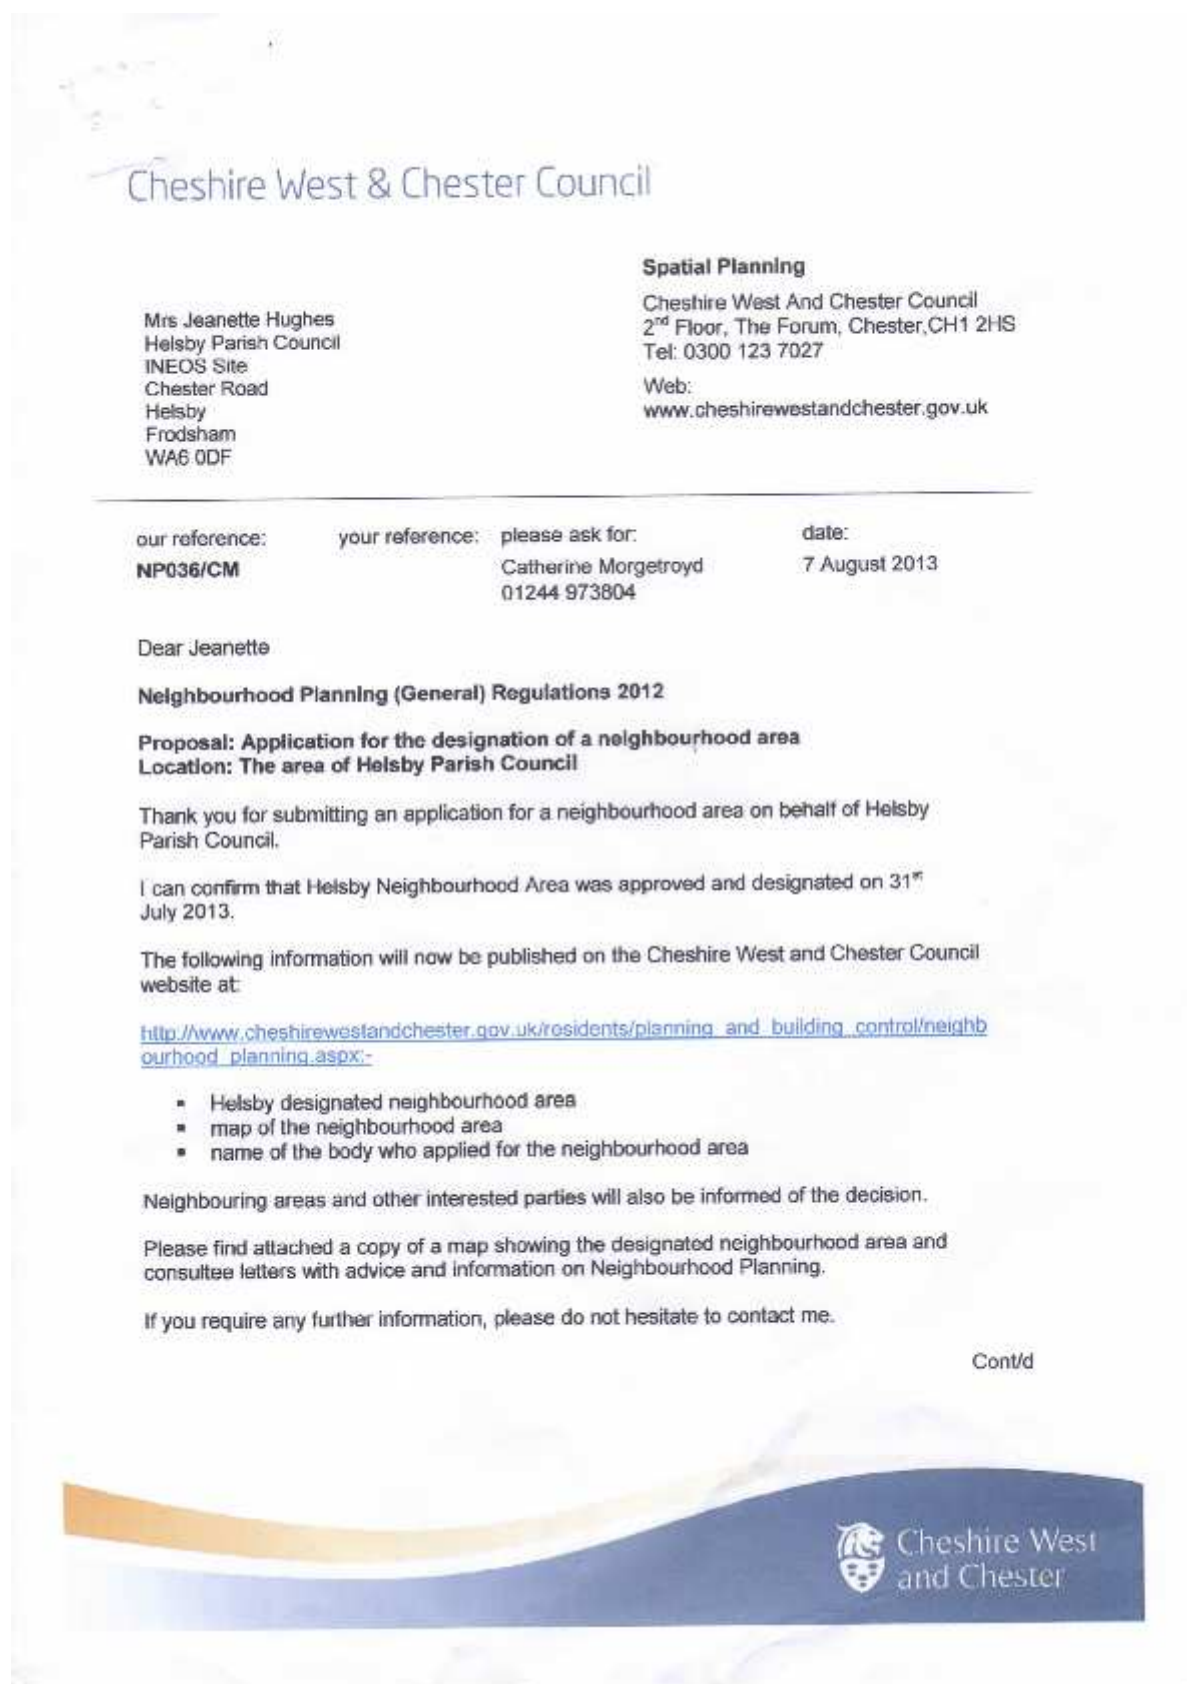 Cheshire West & Chester Council
Spatial Planning
Cheshire West And Chester Council
2nd Floor, The Forum, Chester,CH1 2HS
Tel: 0300 123 7027
Web:
www.cheshirewestandchester.gov.uk
Mrs Jeanette Hughes
Helsby Parish Council
INEOS Site
Chester Road
Helsby
Frodsham
WA6 0DF
our reference: your reference: please ask for: date:
NP036/CM Catherine Morgetroyd 7 August 2013
01244 973804
Dear Jeanette
Neighbourhood Planning (General) Regulations 2012
Proposal: Application for the designation of a neighbourhood area
Location: The area of Helsby Parish Council
Thank you for submitting an application for a neighbourhood area on behalf of Helsby
Parish Council.
I can confirm that Helsby Neighbourhood Area was approved and designated on 31st
July 2013.
The following information will now be published on the Cheshire West and Chester Council
website at:
http://www.cheshirewestandchester.gov.uk/residents/planning_and_building_control/neighb
ourhood_planning.aspx:-
▪ Helsby designated neighbourhood area
▪ map of the neighbourhood area
▪ name of the body who applied for the neighbourhood area
Neighbouring areas and other interested parties will also be informed of the decision.
Please find attached a copy of a map showing the designated neighbourhood area and
consultee letters with advice and information on Neighbourhood Planning.
If you require any further information, please do not hesitate to contact me.
Cont/d
Cheshire West
and Chester